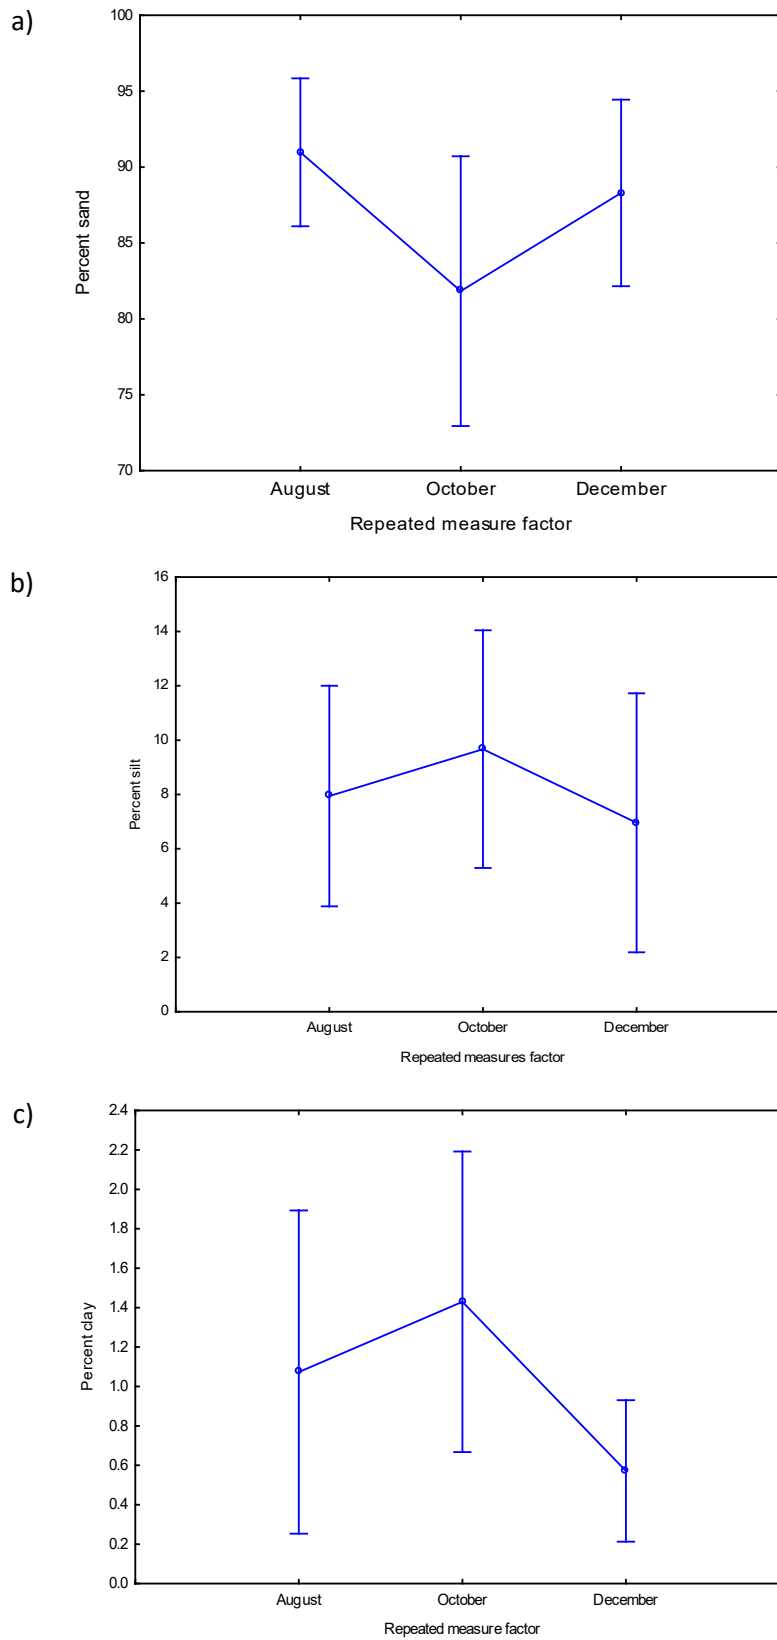 a)
100
95
90
85
80
75
70
Percent sand
August October December
Repeated measure factor
b)
16
14
12
10
8
6
4
2
0
Percent silt
August October December
Repeated measures factor
c)
2.4
2.2
2.0
1.8
1.6
1.4
1.2
1.0
0.8
0.6
0.4
0.2
0.0
Percent clay
August October December
Repeated measure factor